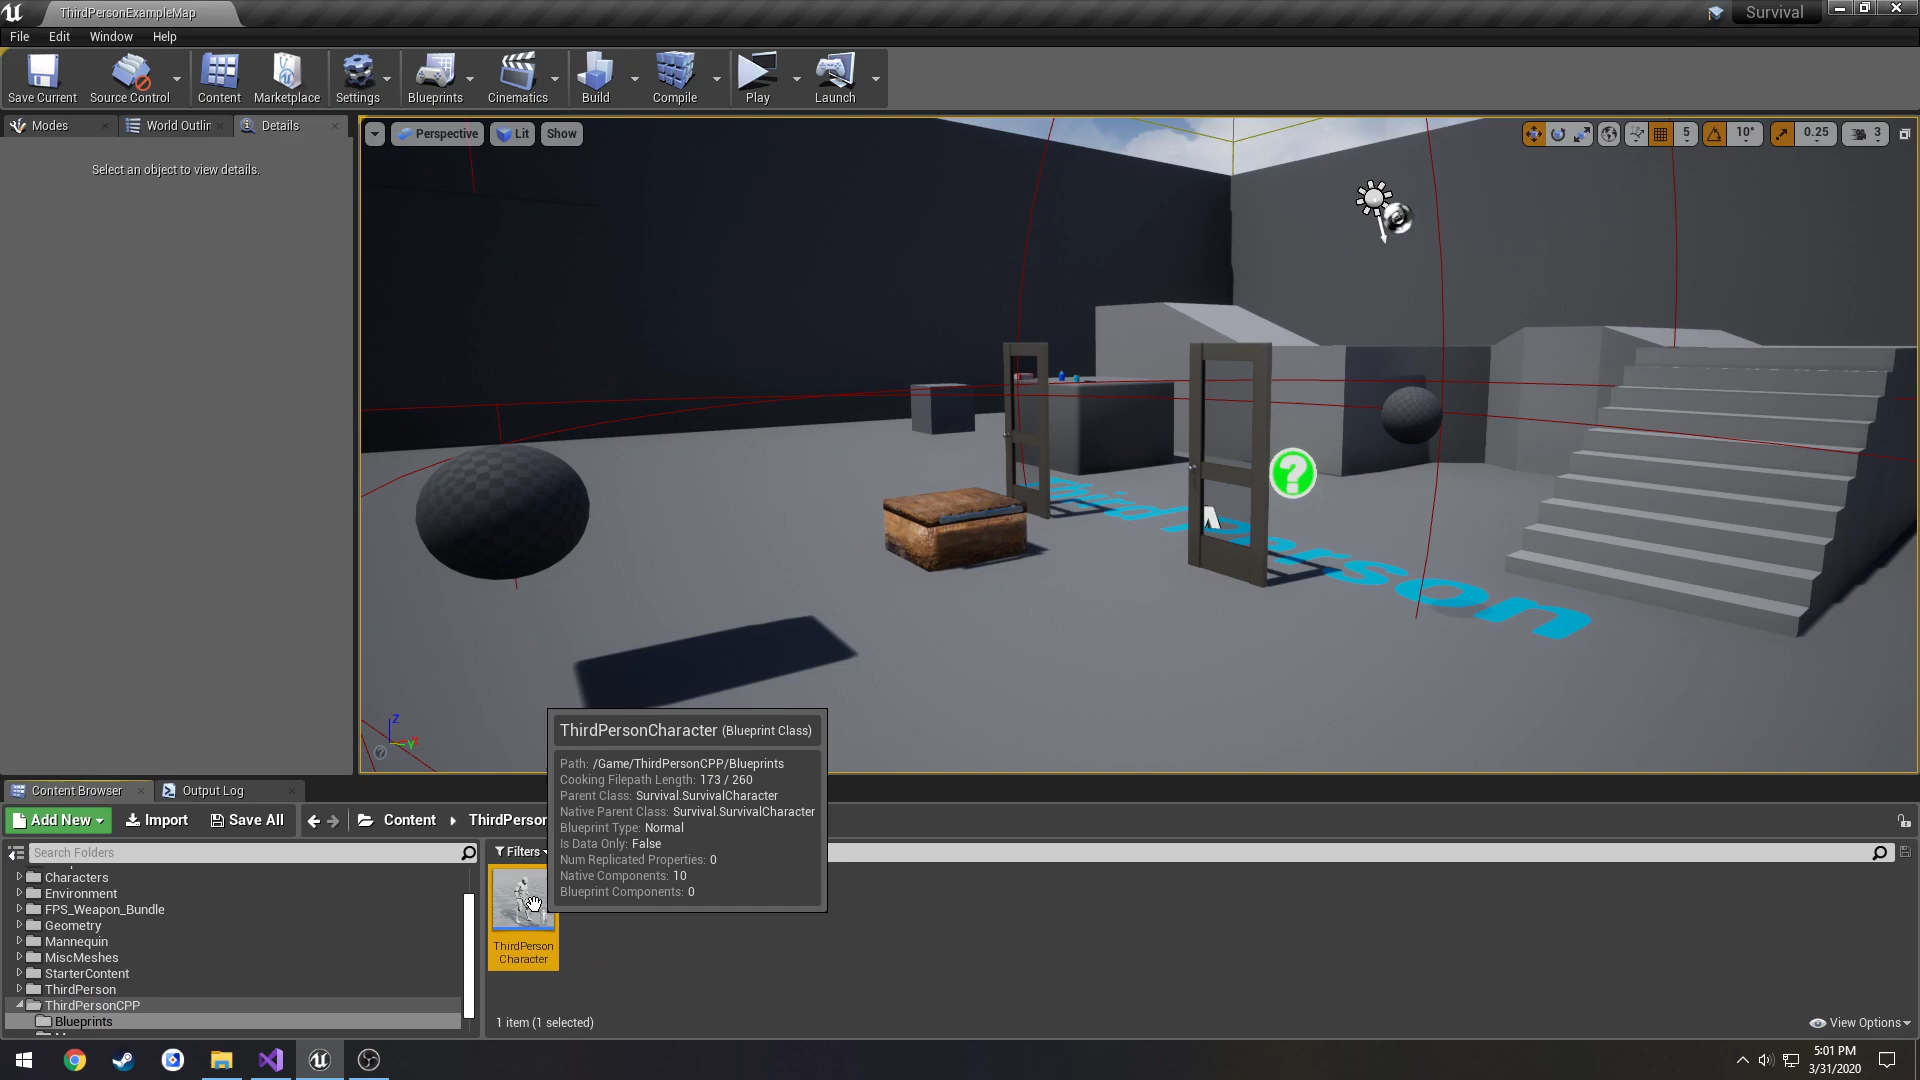 ThirdPersonExampleMap
Survival
File Edit Window Help
Save Current Source Control Content Marketplace Settings Blueprints Cinematics Build Compile Play Launch
Modes World Outlin Details
Select an object to view details.
Perspective Lit Show
5 10° 0.25 3
ThirdPersonCharacter (Blueprint Class)
Path: /Game/ThirdPersonCPP/Blueprints
Cooking Filepath Length: 173 / 260
Parent Class: Survival.SurvivalCharacter
Native Parent Class: Survival.SurvivalCharacter
Blueprint Type: Normal
Is Data Only: False
Num Replicated Properties: 0
Native Components: 10
Blueprint Components: 0
Content Browser Output Log
Add New Import Save All Content ThirdPerson
Search Folders
Filters
Characters
Environment
FPS_Weapon_Bundle
Geometry
Mannequin
MiscMeshes
StarterContent
ThirdPerson
ThirdPersonCPP
Blueprints
ThirdPerson
Character
1 item (1 selected)
View Options
5:01 PM
3/31/2020